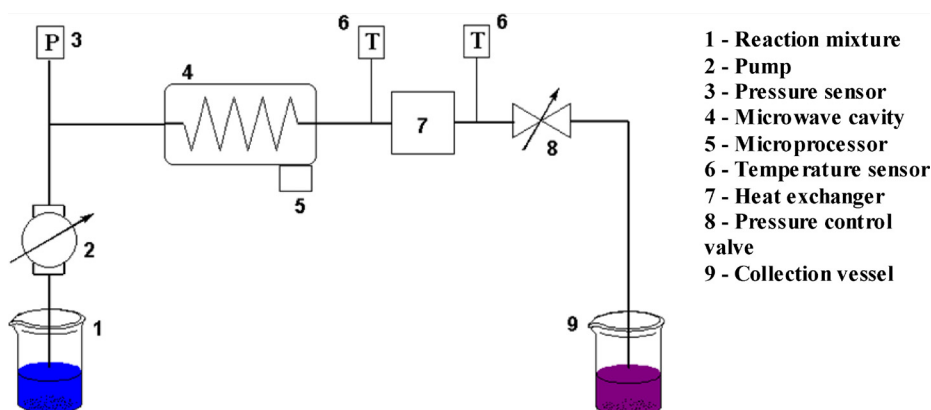 P 3
6
T
6
T
4
7
8
5
2
1
9
1 - Reaction mixture
2 - Pump
3 - Pressure sensor
4 - Microwave cavity
5 - Microprocessor
6 - Temperature sensor
7 - Heat exchanger
8 - Pressure control
valve
9 - Collection vessel